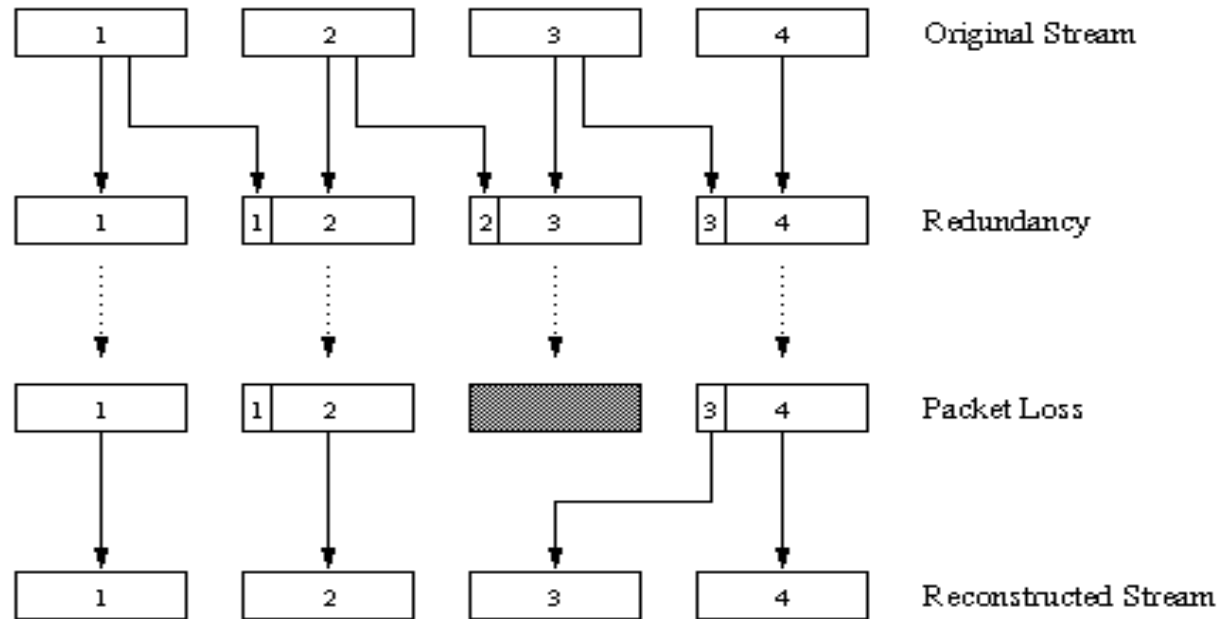 1 2 3 4 Original Stream
1 1 2 2 3 3 4 Redundancy
1 1 2 3 4 Packet Loss
1 2 3 4 Reconstructed Stream